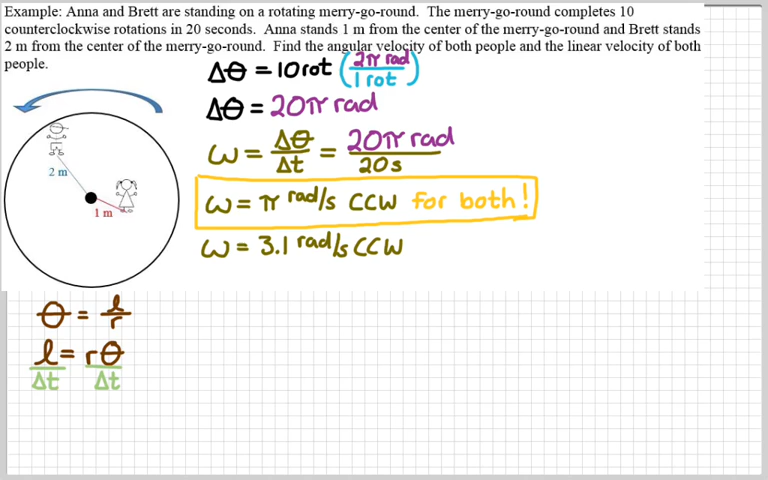 Example: Anna and Brett are standing on a rotating merry-go-round. The merry-go-round completes 10
counterclockwise rotations in 20 seconds. Anna stands 1 m from the center of the merry-go-round and Brett stands
2 m from the center of the merry-go-round. Find the angular velocity of both people and the linear velocity of both
people.
Δθ = 10 rot (2π rad / 1 rot)
Δθ = 20π rad
ω = Δθ/Δt = 20π rad / 20 s
2 m
ω = π rad/s CCW for both!
1 m
ω = 3.1 rad/s CCW
θ = l/r
l = rθ
Δt Δt